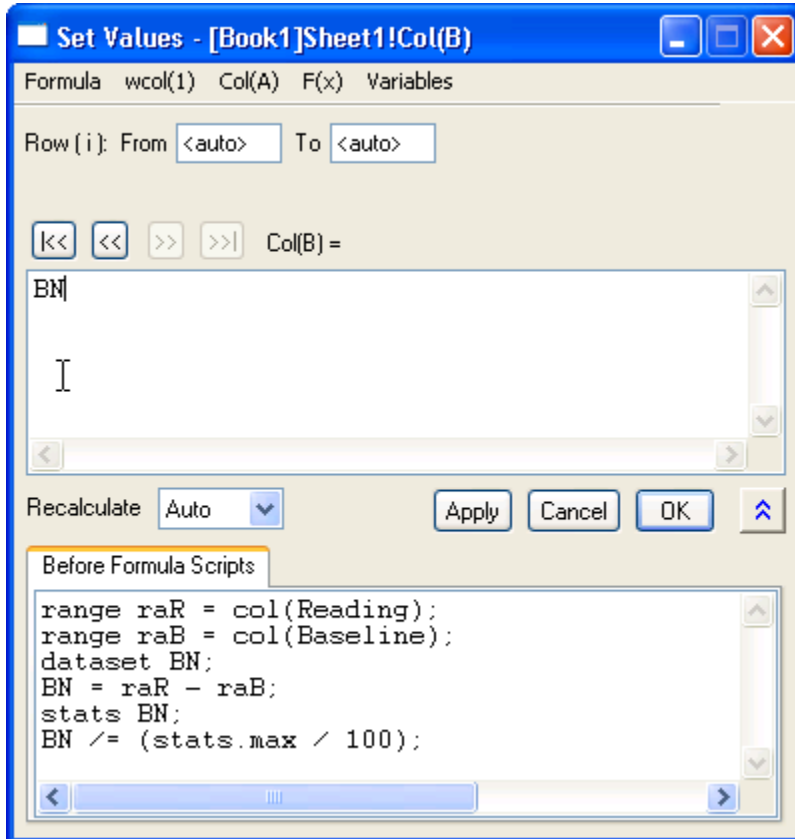 Set Values - [Book1]Sheet1!Col(B)
Formula wcol(1) Col(A) F(x) Variables
Row ( i ): From <auto> To <auto>
|<< << >> >>| Col(B) =
BN
Recalculate Auto Apply Cancel OK
Before Formula Scripts
range raR = col(Reading);
range raB = col(Baseline);
dataset BN;
BN = raR - raB;
stats BN;
BN /= (stats.max / 100);